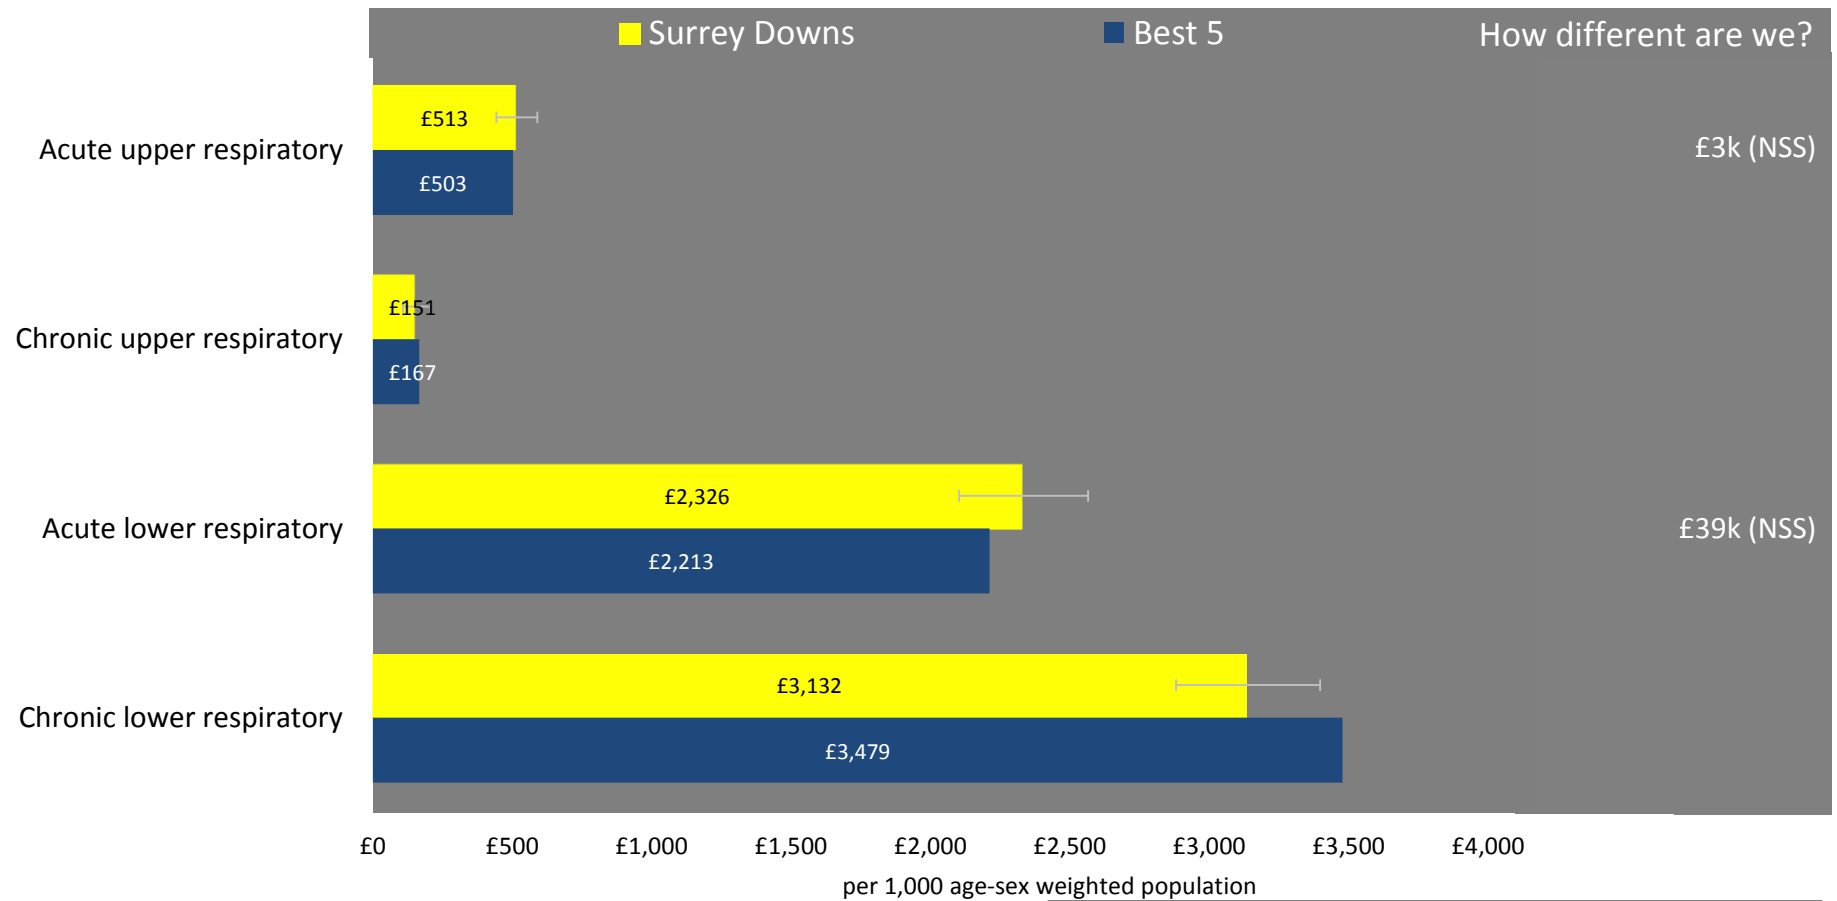 Surrey Downs Best 5 How different are we?
Acute upper respiratory £513 £503 £3k (NSS)
Chronic upper respiratory £151 £167
Acute lower respiratory £2,326 £2,213 £39k (NSS)
Chronic lower respiratory £3,132 £3,479
£0 £500 £1,000 £1,500 £2,000 £2,500 £3,000 £3,500 £4,000
per 1,000 age-sex weighted population